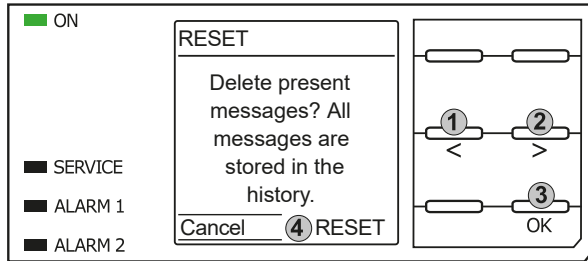 ON
RESET
Delete present
messages? All
messages are
stored in the
history.
Cancel 4 RESET
SERVICE
ALARM 1
ALARM 2
1 2
< >
3
OK